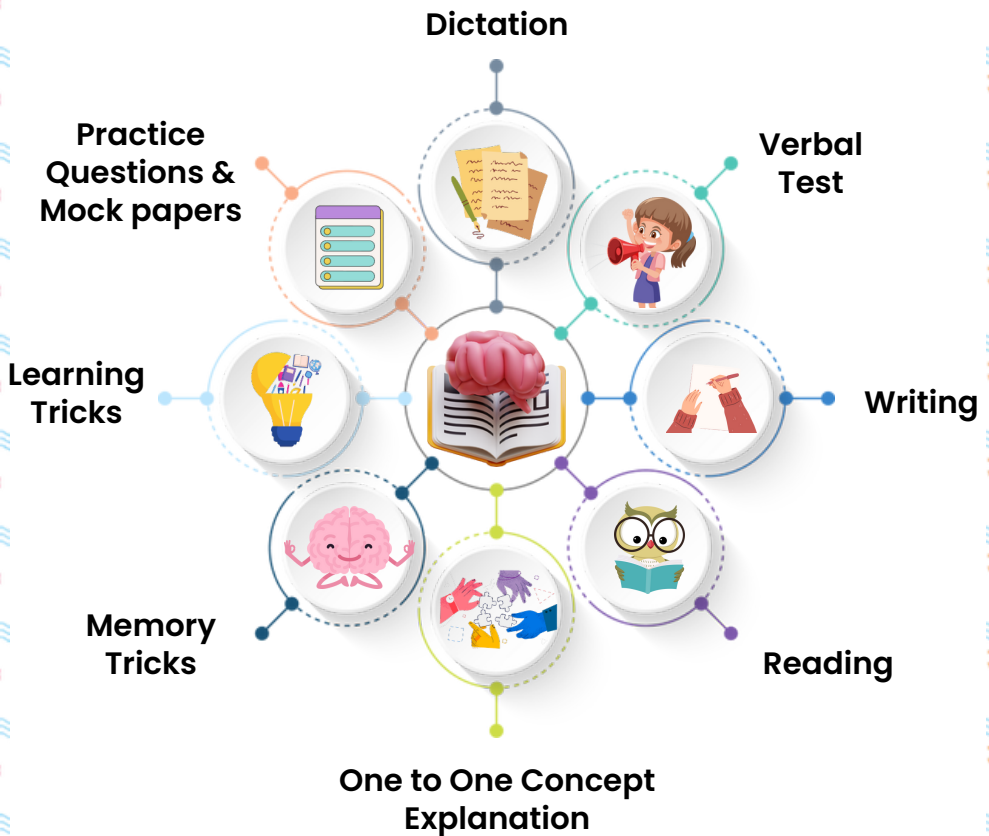 Dictation
Practice
Questions &
Mock papers
Verbal
Test
Learning
Tricks
Writing
Memory
Tricks
Reading
One to One Concept
Explanation